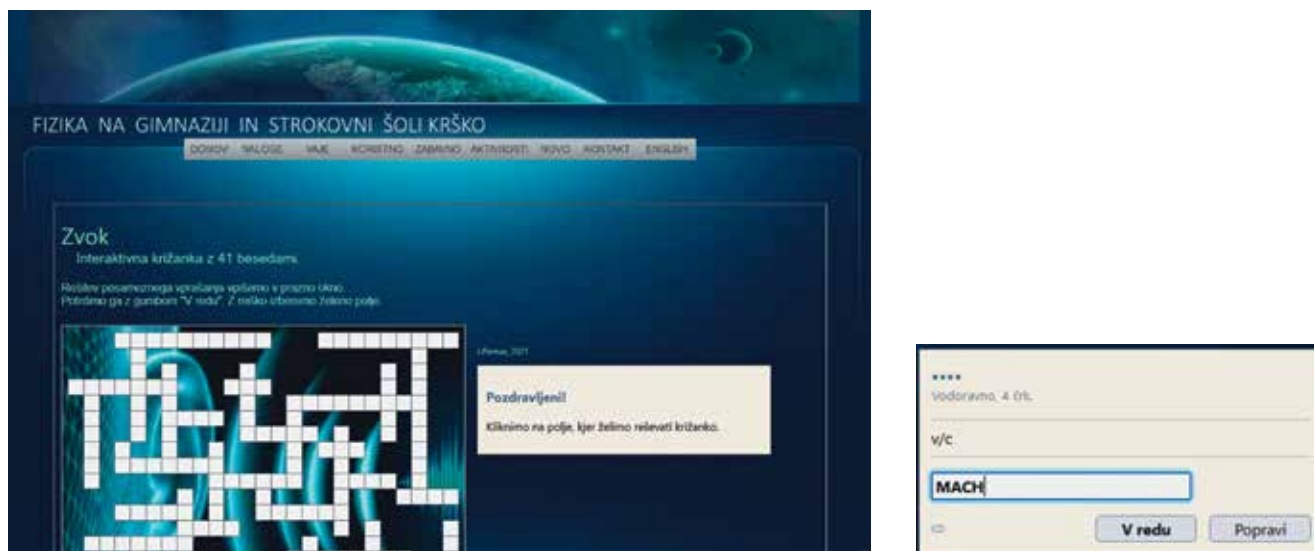 FIZIKA NA GIMNAZIJI IN STROKOVNI ŠOLI KRŠKO
DOMOV NALOGE VAJE KORISTNO ZABAVNO AKTIVNOSTI NOVO KONTAKT ENGLISH
Zvok
Interaktivna križanka z 41 besedami.
Rešitev posameznega vprašanja vpišemo v prazno okno.
Potrdimo ga z gumbom "V redu". Z miško izberemo želeno polje.
Pozdravljeni!
Kliknimo na polje, kjer želimo reševati križanko.
••••
Vodoravno, 4 črk.
v/c
MACH
V redu Popravi